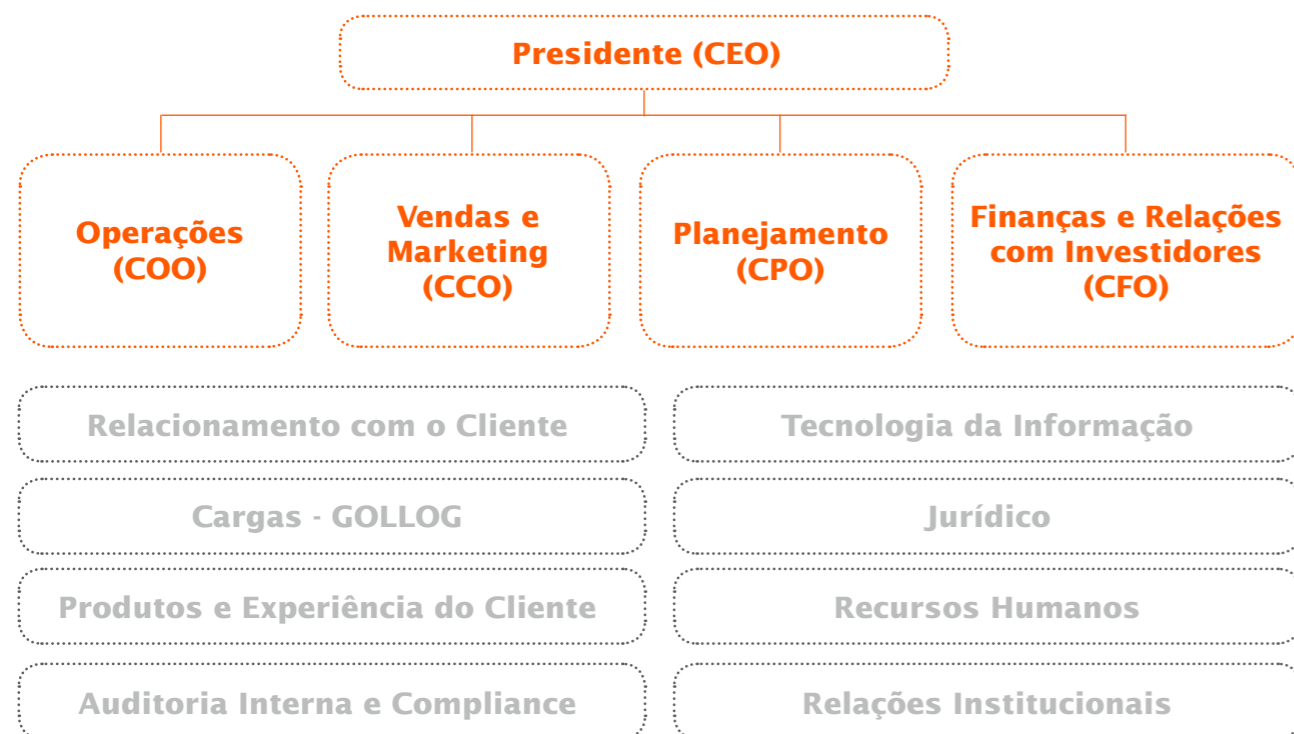 Presidente (CEO)
Operações
(COO)
Vendas e
Marketing
(CCO)
Planejamento
(CPO)
Finanças e Relações
com Investidores
(CFO)
Relacionamento com o Cliente
Tecnologia da Informação
Cargas - GOLLOG
Jurídico
Produtos e Experiência do Cliente
Recursos Humanos
Auditoria Interna e Compliance
Relações Institucionais